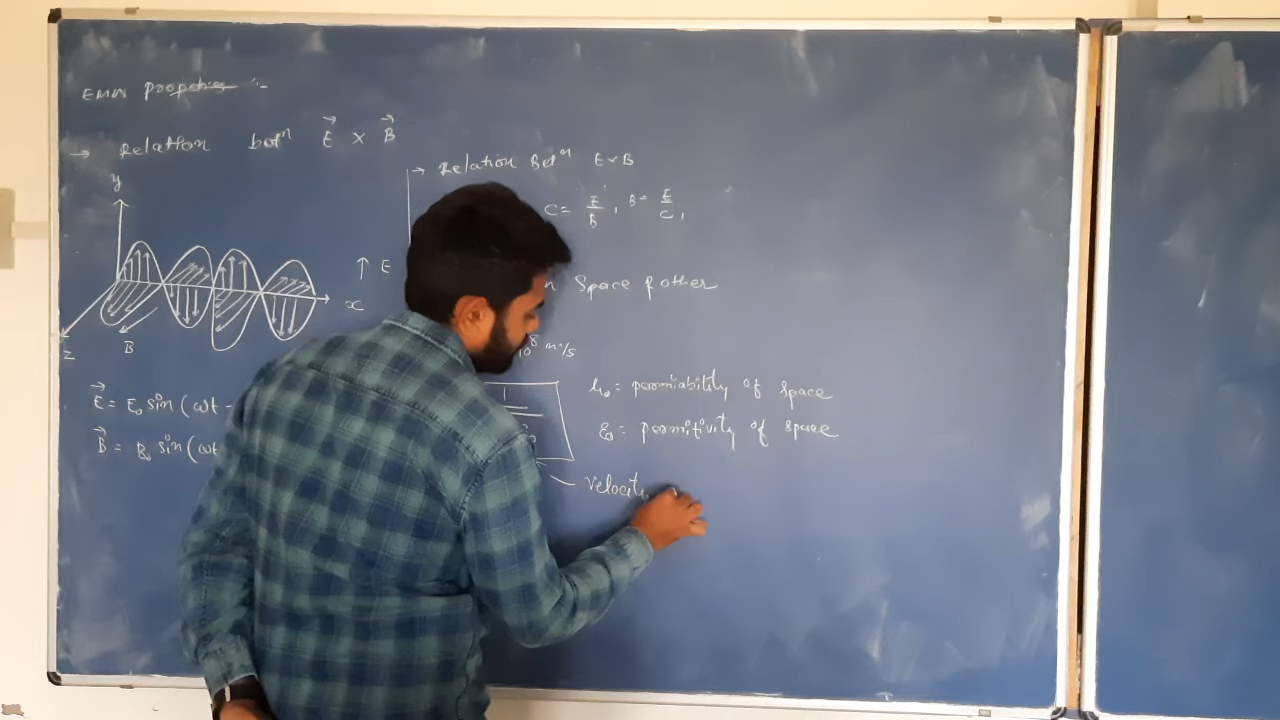 EMW properties :-
→ Relation betⁿ E⃗ × B⃗
y
↑ E
x
B
z
E⃗ = E₀ sin (ωt -
B⃗ = B₀ sin (ωt
→ Relation Betⁿ E × B
C = E/B , B = E/C ,
n Space & other
10⁸ m/s
μ₀ = permiability of space
ε₀ = permitivity of space
Velocity